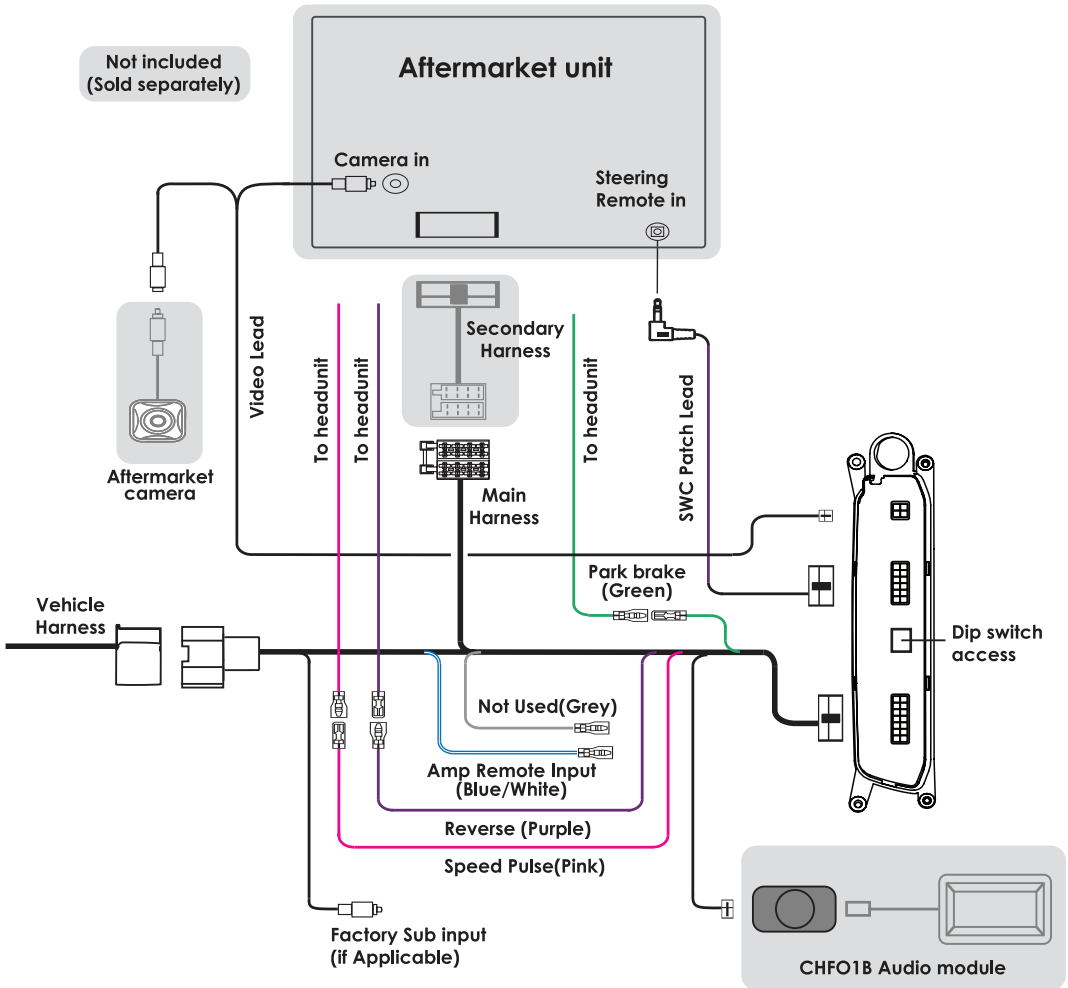 Not included
(Sold separately)
Aftermarket unit
Camera in
Steering
Remote in
Secondary
Harness
Video Lead
To headunit
To headunit
To headunit
SWC Patch Lead
Aftermarket
camera
Main
Harness
Park brake
(Green)
Vehicle
Harness
Dip switch
access
Not Used(Grey)
Amp Remote Input
(Blue/White)
Reverse (Purple)
Speed Pulse(Pink)
Factory Sub input
(if Applicable)
CHFO1B Audio module